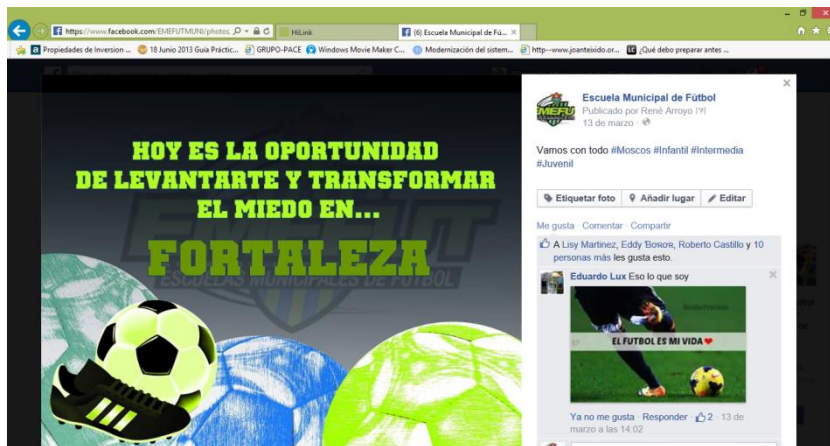 https://www.facebook.com/EMEFUTMUNI/photos
HiLink
(6) Escuela Municipal de Fú...
Propiedades de Inversion ...
18 Junio 2013 Guía Práctic...
GRUPO-PACE
Windows Movie Maker C...
Modernización del sistem...
http--www.joanteixido.or...
¿Qué debo preparar antes ...
HOY ES LA OPORTUNIDAD
DE LEVANTARTE Y TRANSFORMAR
EL MIEDO EN...
FORTALEZA
EMEFUT
ESCUELAS MUNICIPALES DE FUTBOL
Escuela Municipal de Fútbol
Publicado por René Arroyo [?]
13 de marzo ·
Vamos con todo #Moscos #Infantil #Intermedia
#Juvenil
Etiquetar foto
Añadir lugar
Editar
Me gusta · Comentar · Compartir
A Lisy Martinez, Eddy Ɓoʀoʀ, Roberto Castillo y 10
personas más les gusta esto.
Eduardo Lux Eso lo que soy
EL FUTBOL ES MI VIDA❤
Ya no me gusta · Responder · 2 · 13 de
marzo a las 14:02